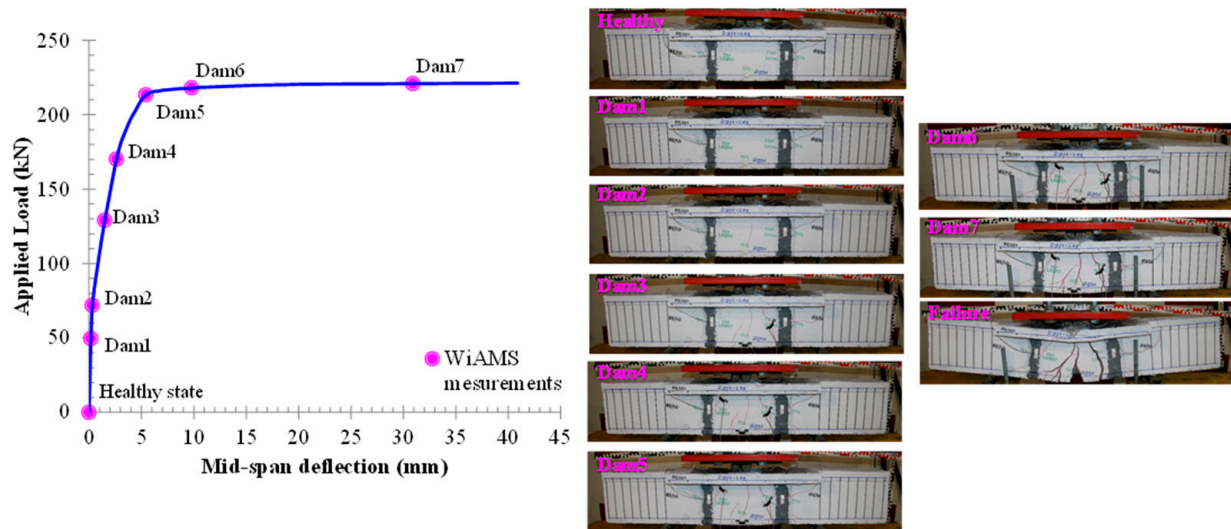 250
200
150
100
50
0
Applied Load (kN)
Dam7
Dam6
Dam5
Dam4
Dam3
Dam2
Dam1
Healthy state
WiAMS
mesurements
0 5 10 15 20 25 30 35 40 45
Mid-span deflection (mm)
Healthy
Dam1
Dam2
Dam3
Dam4
Dam5
Dam6
Dam7
Failure